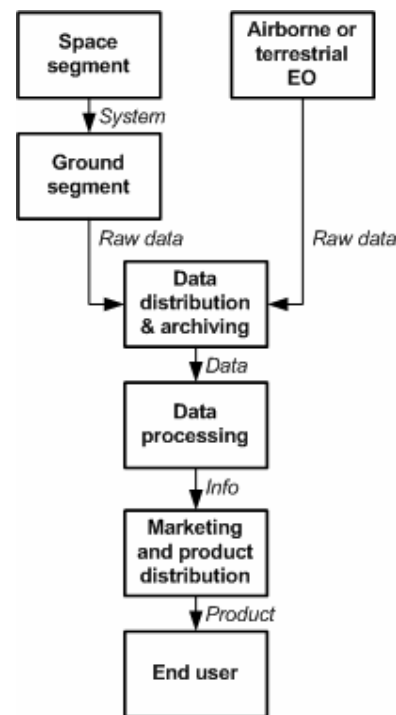 Space
segment
Airborne or
terrestrial
EO
System
Ground
segment
Raw data
Raw data
Data
distribution
& archiving
Data
Data
processing
Info
Marketing
and product
distribution
Product
End user